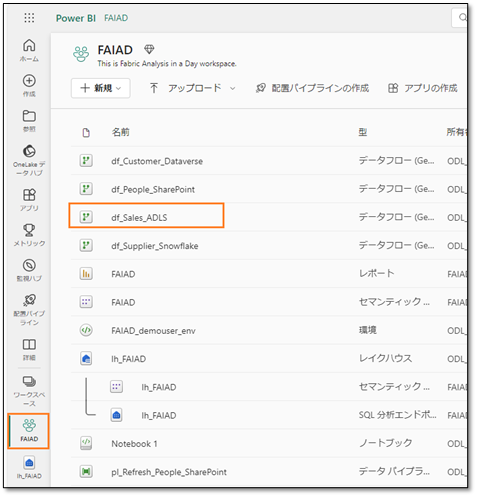 Power BI FAIAD
ホーム
作成
参照
OneLake デー
タ ハブ
アプリ
メトリック
監視ハブ
配置パイプ
ライン
詳細
ワークスペ
ース
FAIAD
lh_FAIAD
FAIAD
This is Fabric Analysis in a Day workspace.
新規 アップロード 配置パイプラインの作成 アプリの作成
名前 型 所有者
df_Customer_Dataverse データフロー (Ge... ODL_
df_People_SharePoint データフロー (Ge... ODL_
df_Sales_ADLS データフロー (Ge... ODL_
df_Supplier_Snowflake データフロー (Ge... ODL_
FAIAD レポート FAIAD
FAIAD セマンティック ... FAIAD
FAIAD_demouser_env 環境 ODL_
lh_FAIAD レイクハウス ODL_
lh_FAIAD セマンティック ... FAIAD
lh_FAIAD SQL 分析エンドポ... FAIAD
Notebook 1 ノートブック ODL_
pl_Refresh_People_SharePoint データ パイプラ... ODL_